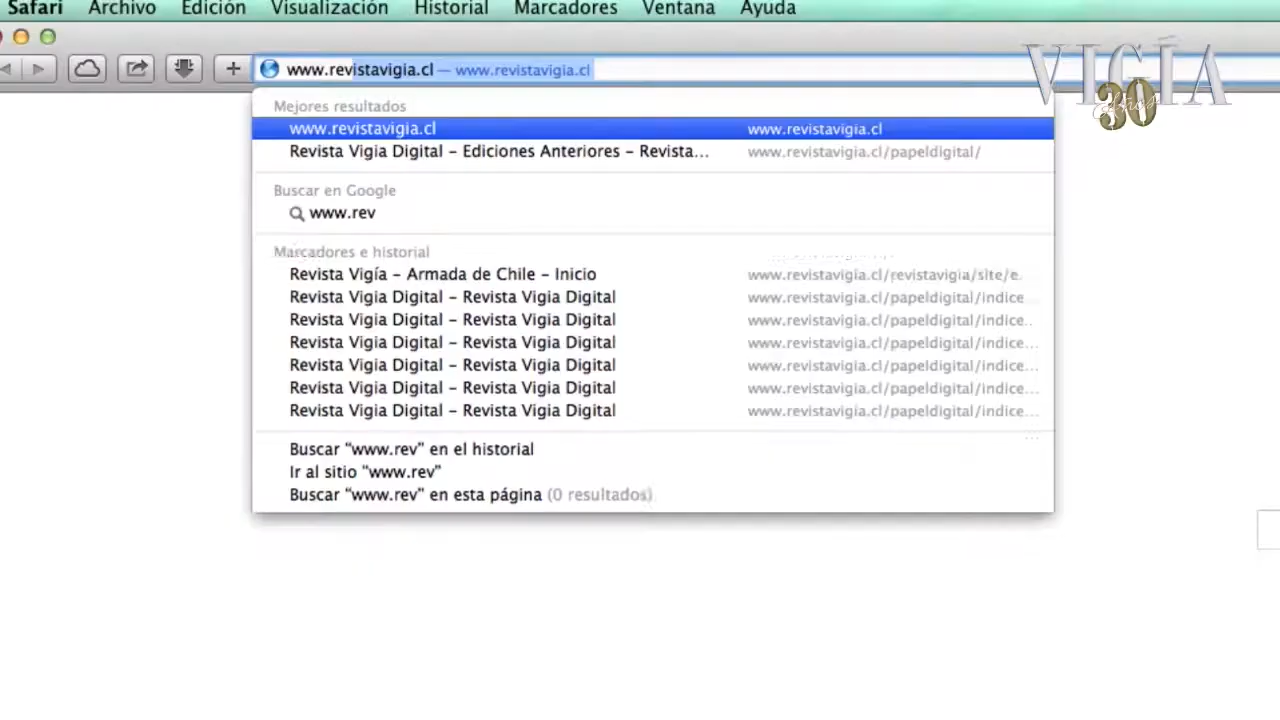 Safari Archivo Edición Visualización Historial Marcadores Ventana Ayuda
www.revistavigia.cl — www.revistavigia.cl
VIGÍA
30 años
Mejores resultados
www.revistavigia.cl www.revistavigia.cl
Revista Vigia Digital – Ediciones Anteriores – Revista... www.revistavigia.cl/papeldigital/
Buscar en Google
www.rev
Marcadores e historial
Revista Vigía – Armada de Chile – Inicio www.revistavigia.cl/revistavigia/site/e.
Revista Vigia Digital – Revista Vigia Digital www.revistavigia.cl/papeldigital/indice
Revista Vigia Digital – Revista Vigia Digital www.revistavigia.cl/papeldigital/indice..
Revista Vigia Digital – Revista Vigia Digital www.revistavigia.cl/papeldigital/indice...
Revista Vigia Digital – Revista Vigia Digital www.revistavigia.cl/papeldigital/indice...
Revista Vigia Digital – Revista Vigia Digital www.revistavigia.cl/papeldigital/indice...
Revista Vigia Digital – Revista Vigia Digital www.revistavigia.cl/papeldigital/indice...
Buscar “www.rev” en el historial
Ir al sitio “www.rev”
Buscar “www.rev” en esta página (0 resultados)